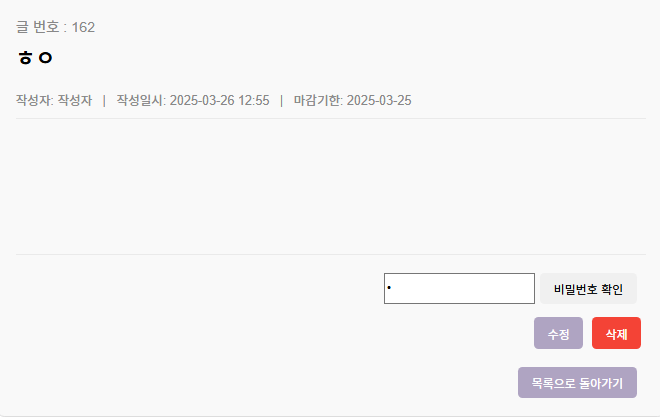 글 번호 : 162
ㅎㅇ
작성자: 작성자 | 작성일시: 2025-03-26 12:55 | 마감기한: 2025-03-25
• 비밀번호 확인
수정 삭제
목록으로 돌아가기